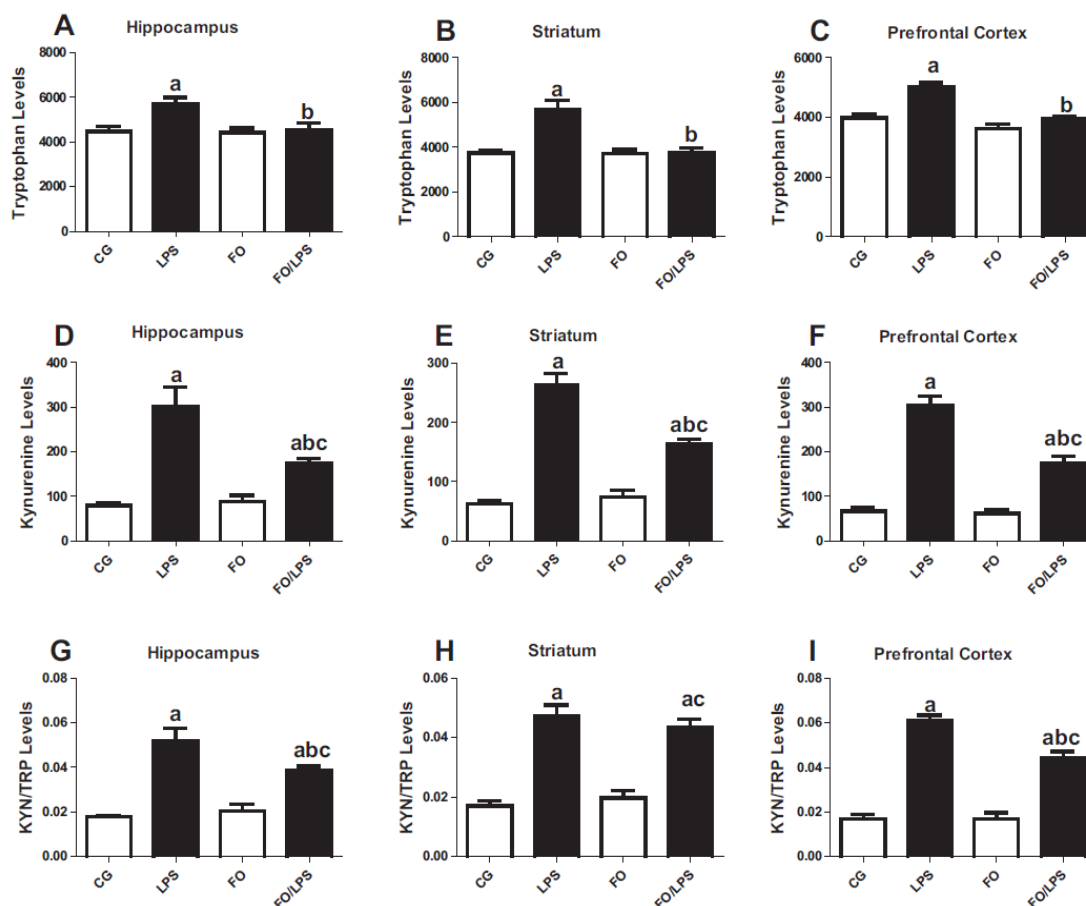 A Hippocampus
Tryptophan Levels
8000
6000
4000
2000
0
a
b
CG LPS FO FO/LPS
B Striatum
Tryptophan Levels
8000
6000
4000
2000
0
a
b
CG LPS FO FO/LPS
C Prefrontal Cortex
Tryptophan Levels
6000
4000
2000
0
a
b
CG LPS FO FO/LPS
D Hippocampus
Kynurenine Levels
400
300
200
100
0
a
abc
CG LPS FO FO/LPS
E Striatum
Kynurenine Levels
300
200
100
0
a
abc
CG LPS FO FO/LPS
F Prefrontal Cortex
Kynurenine Levels
400
300
200
100
0
a
abc
CG LPS FO FO/LPS
G Hippocampus
KYN/TRP Levels
0.08
0.06
0.04
0.02
0.00
a
abc
CG LPS FO FO/LPS
H Striatum
KYN/TRP Levels
0.06
0.04
0.02
0.00
a
ac
CG LPS FO FO/LPS
I Prefrontal Cortex
KYN/TRP Levels
0.08
0.06
0.04
0.02
0.00
a
abc
CG LPS FO FO/LPS